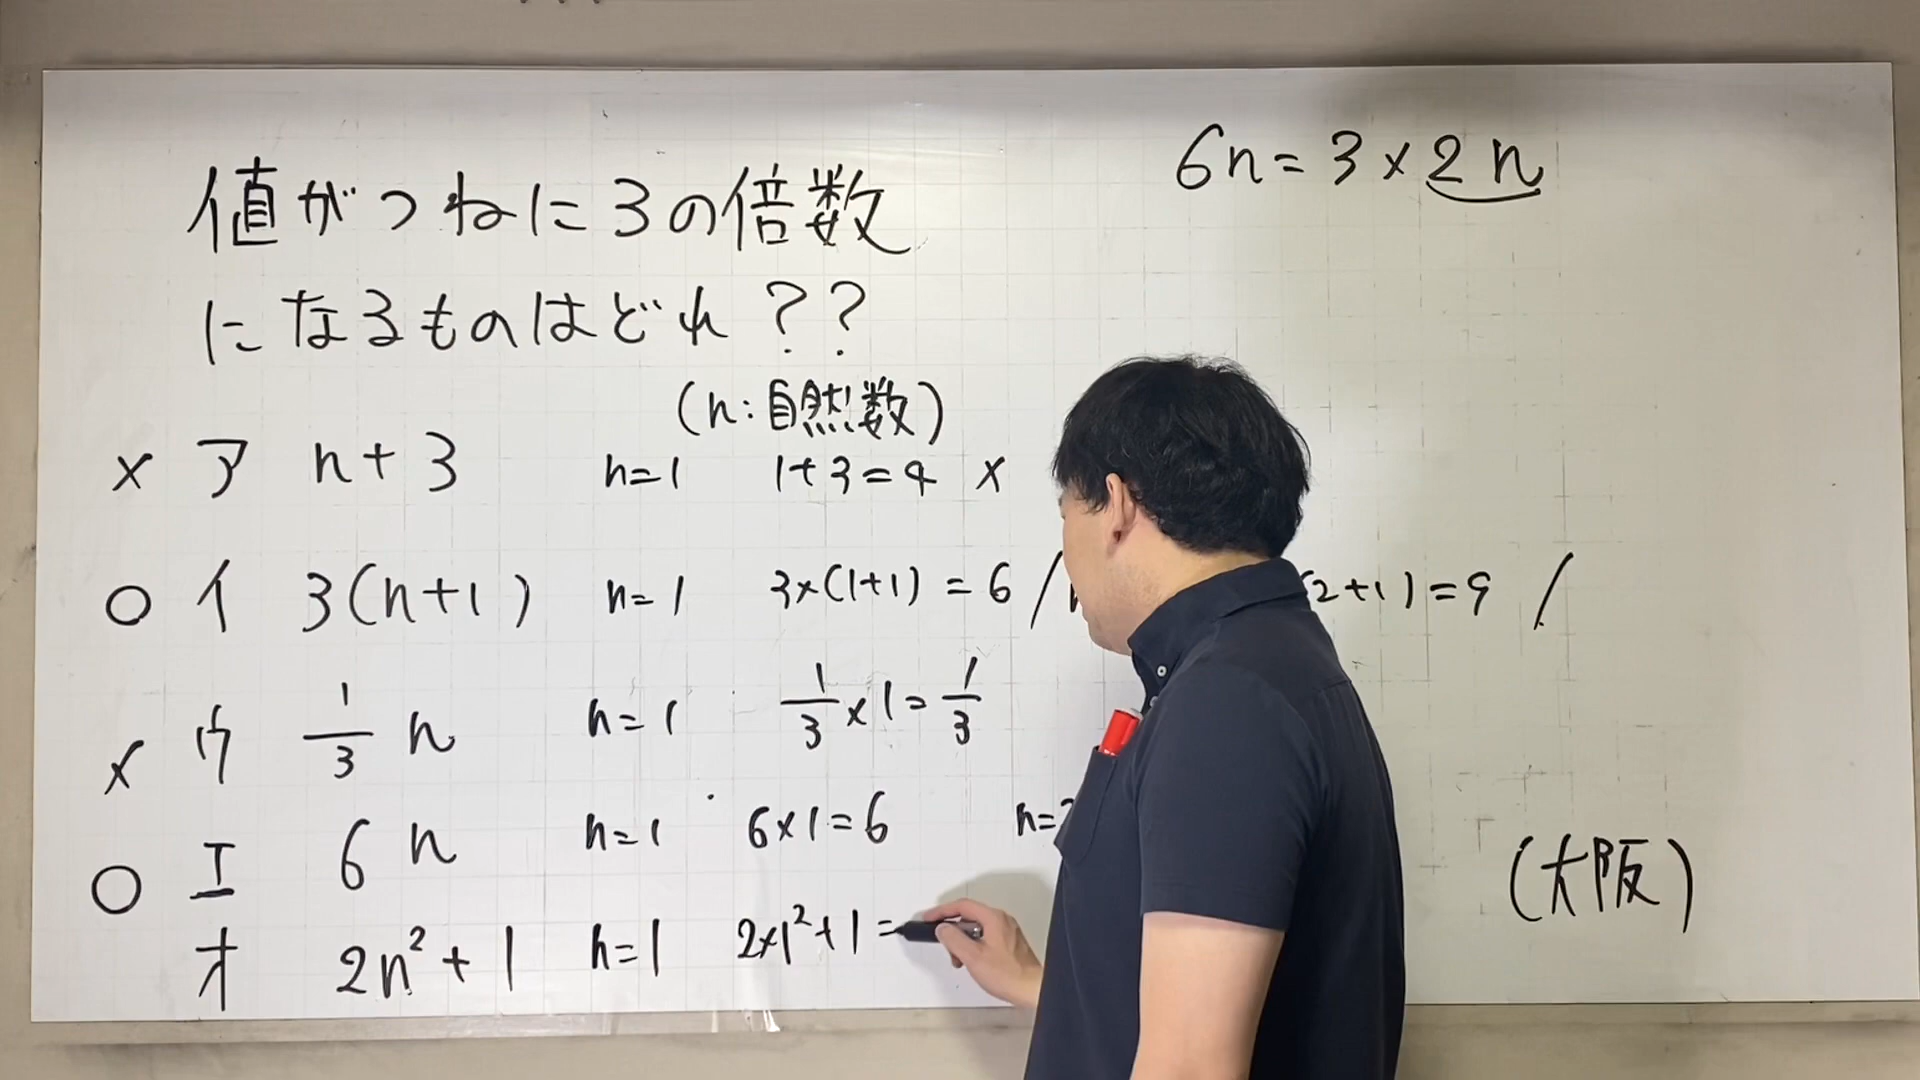 6n=3×2n
値がつねに3の倍数
になるものはどれ??
(n:自然数)
× ア n+3 n=1 1+3=4 ×
○ イ 3(n+1) n=1 3×(1+1)=6 / 2+1)=9 /
× ウ 1/3 n n=1 1/3×1=1/3
○ エ 6n n=1 6×1=6 n=
オ 2n²+1 n=1 2×1²+1=
(大阪)